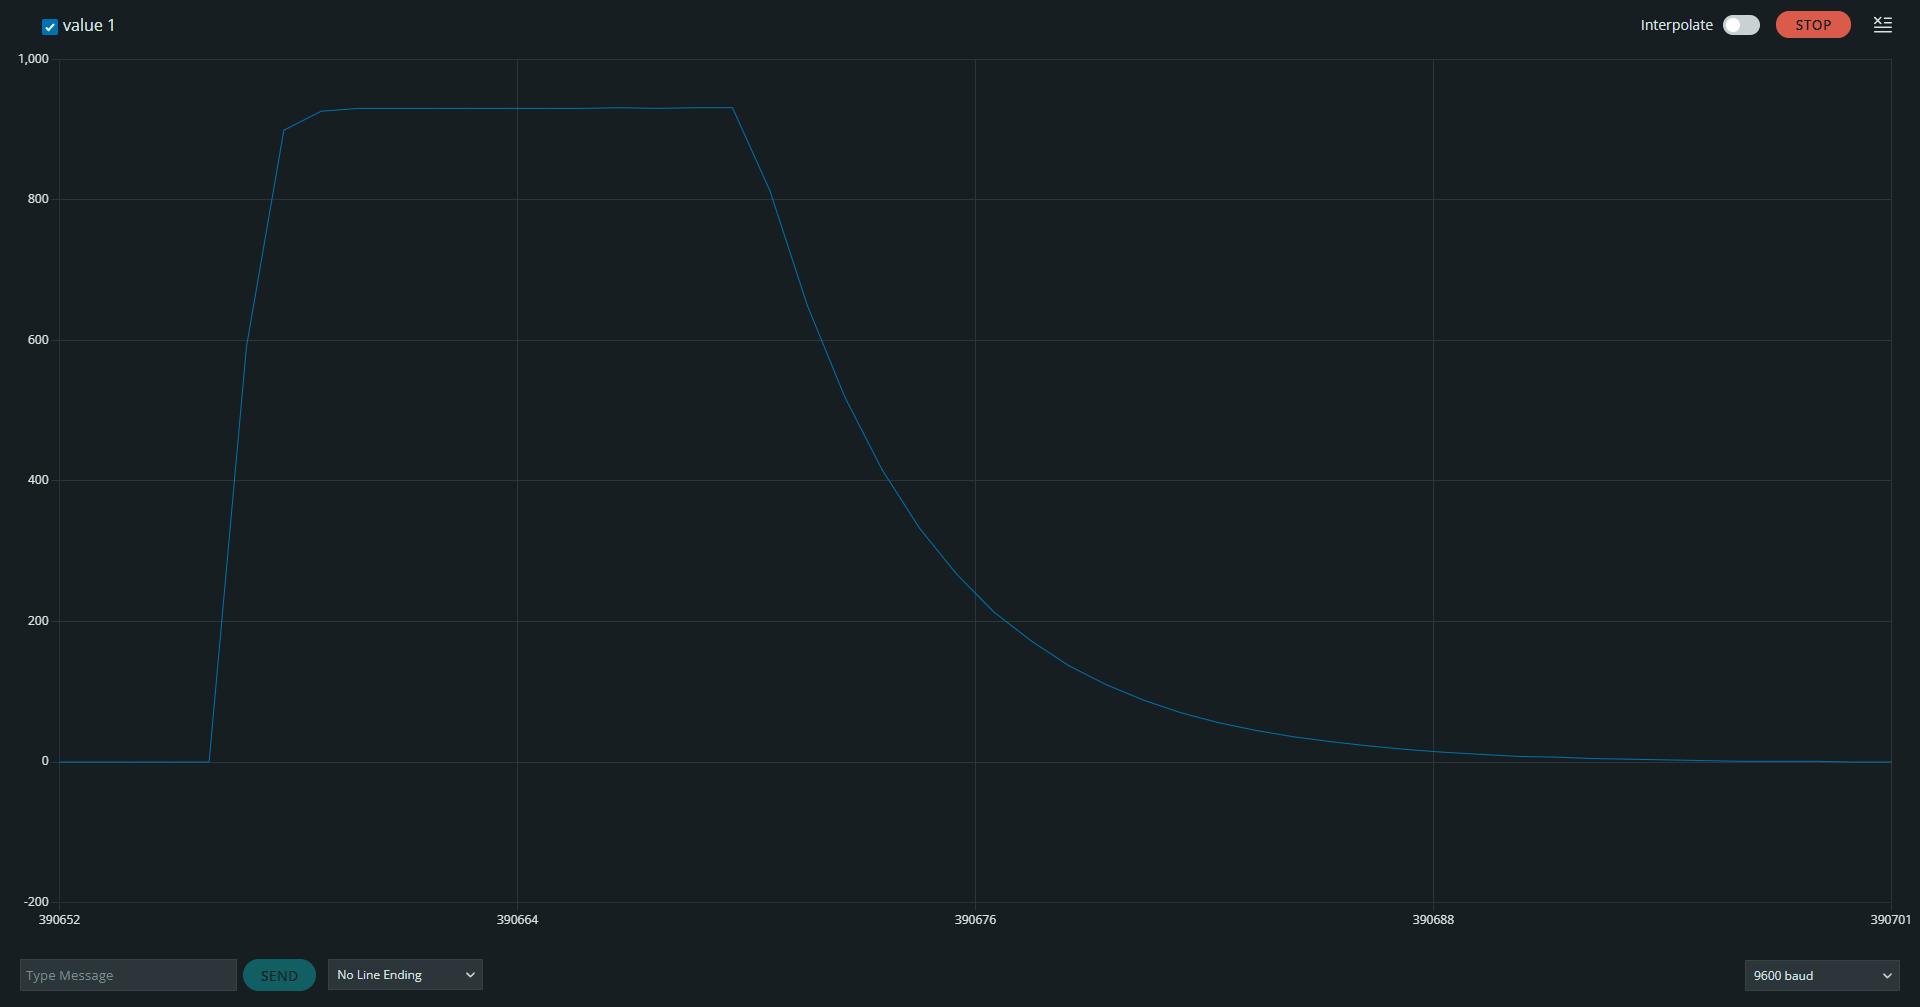 value 1
Interpolate
STOP
1,000
800
600
400
200
0
-200
390652 390664 390676 390688 390701
Type Message SEND No Line Ending 9600 baud